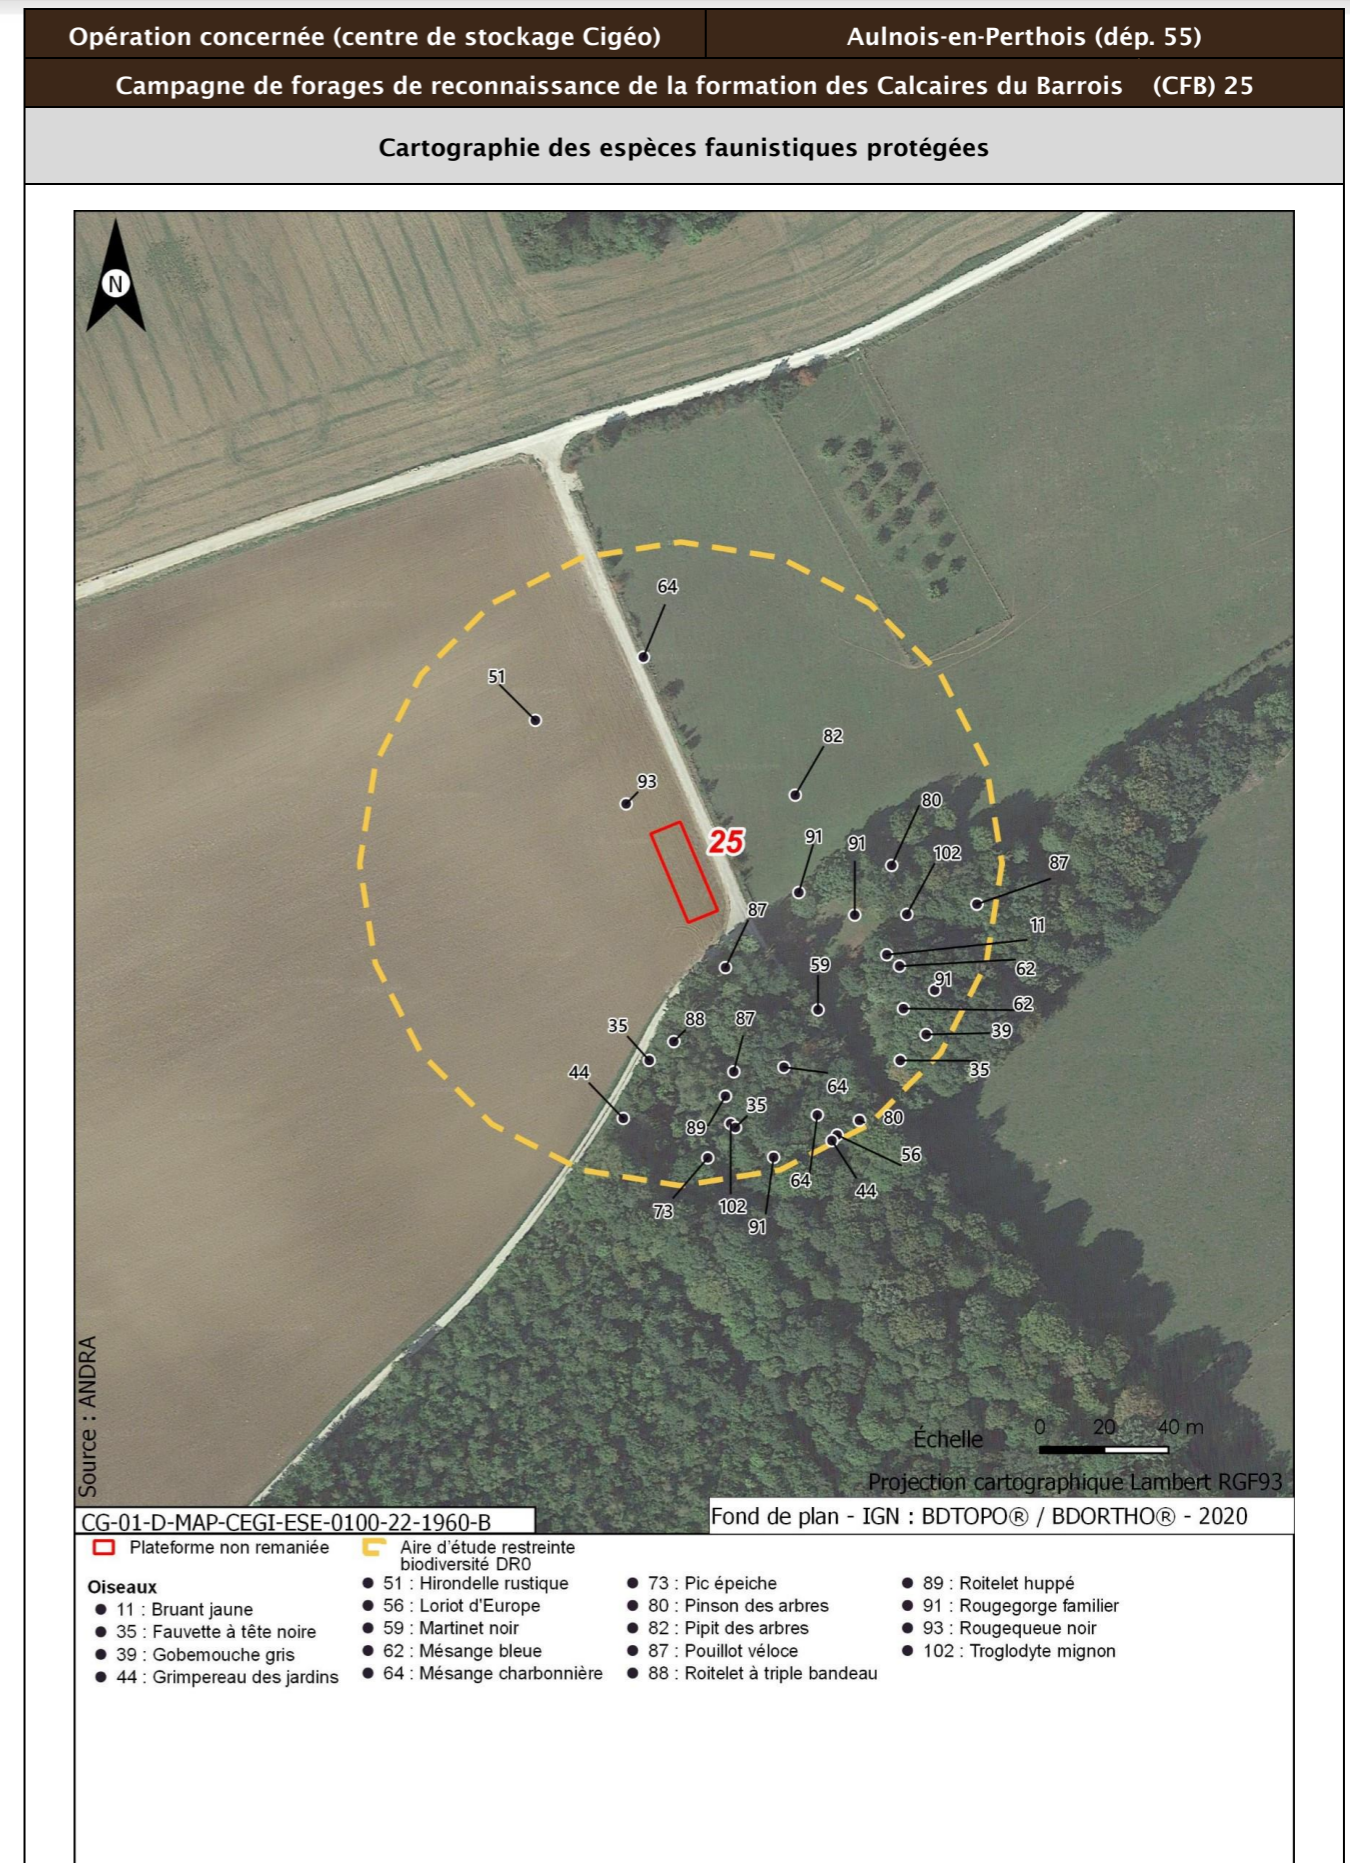 Opération concernée (centre de stockage Cigéo)
Aulnois-en-Perthois (dép. 55)
Campagne de forages de reconnaissance de la formation des Calcaires du Barrois (CFB) 25
Cartographie des espèces faunistiques protégées
N
64
51
82
93
80
25
91
91
102
87
87
11
59
62
91
62
35
88
87
39
44
64
35
35
89
80
56
73
102
64
44
91
Source : ANDRA
Échelle
0 20 40 m
Projection cartographique Lambert RGF93
CG-01-D-MAP-CEGI-ESE-0100-22-1960-B
Fond de plan - IGN : BDTOPO® / BDORTHO® - 2020
Plateforme non remaniée
Aire d'étude restreinte
biodiversité DR0
Oiseaux
11 : Bruant jaune
35 : Fauvette à tête noire
39 : Gobemouche gris
44 : Grimpereau des jardins
51 : Hirondelle rustique
56 : Loriot d'Europe
59 : Martinet noir
62 : Mésange bleue
64 : Mésange charbonnière
73 : Pic épeiche
80 : Pinson des arbres
82 : Pipit des arbres
87 : Pouillot véloce
88 : Roitelet à triple bandeau
89 : Roitelet huppé
91 : Rougegorge familier
93 : Rougequeue noir
102 : Troglodyte mignon